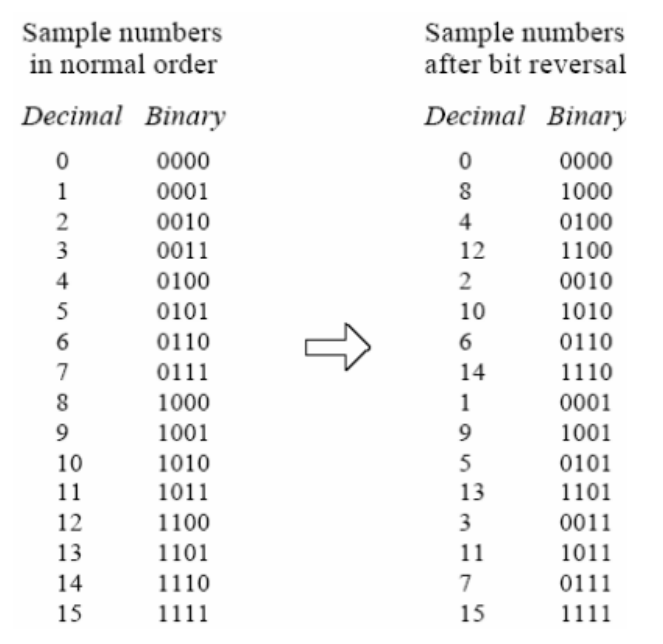 Sample numbers Sample numbers
in normal order after bit reversal
Decimal Binary Decimal Binary
0 0000 0 0000
1 0001 8 1000
2 0010 4 0100
3 0011 12 1100
4 0100 2 0010
5 0101 10 1010
6 0110 6 0110
7 0111 14 1110
8 1000 1 0001
9 1001 9 1001
10 1010 5 0101
11 1011 13 1101
12 1100 3 0011
13 1101 11 1011
14 1110 7 0111
15 1111 15 1111